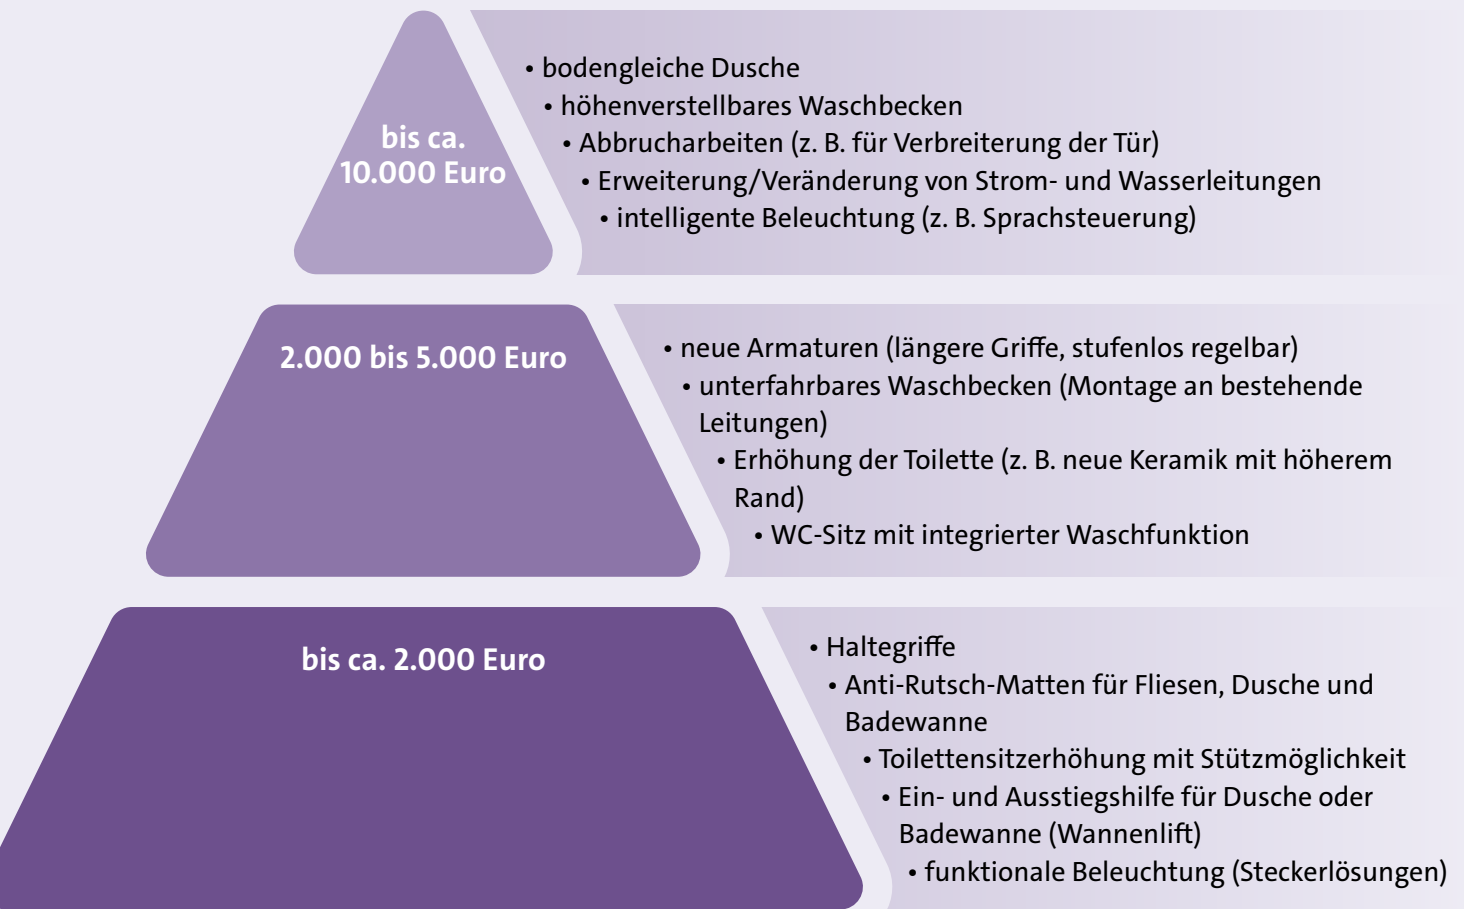 bis ca.
10.000 Euro
• bodengleiche Dusche
• höhenverstellbares Waschbecken
• Abbrucharbeiten (z. B. für Verbreiterung der Tür)
• Erweiterung/Veränderung von Strom- und Wasserleitungen
• intelligente Beleuchtung (z. B. Sprachsteuerung)
2.000 bis 5.000 Euro
• neue Armaturen (längere Griffe, stufenlos regelbar)
• unterfahrbares Waschbecken (Montage an bestehende
Leitungen)
• Erhöhung der Toilette (z. B. neue Keramik mit höherem
Rand)
• WC-Sitz mit integrierter Waschfunktion
bis ca. 2.000 Euro
• Haltegriffe
• Anti-Rutsch-Matten für Fliesen, Dusche und
Badewanne
• Toilettensitzerhöhung mit Stützmöglichkeit
• Ein- und Ausstiegshilfe für Dusche oder
Badewanne (Wannenlift)
• funktionale Beleuchtung (Steckerlösungen)